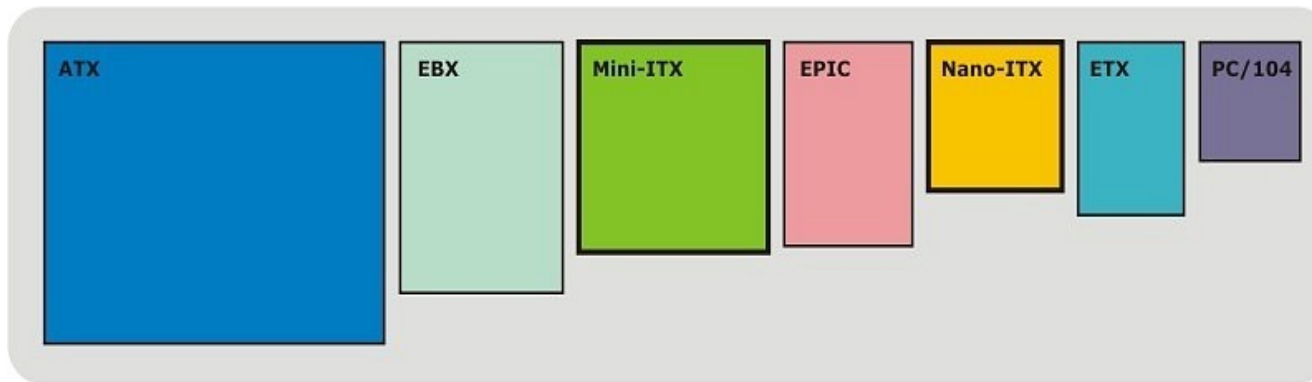 ATX
EBX
Mini-ITX
EPIC
Nano-ITX
ETX
PC/104